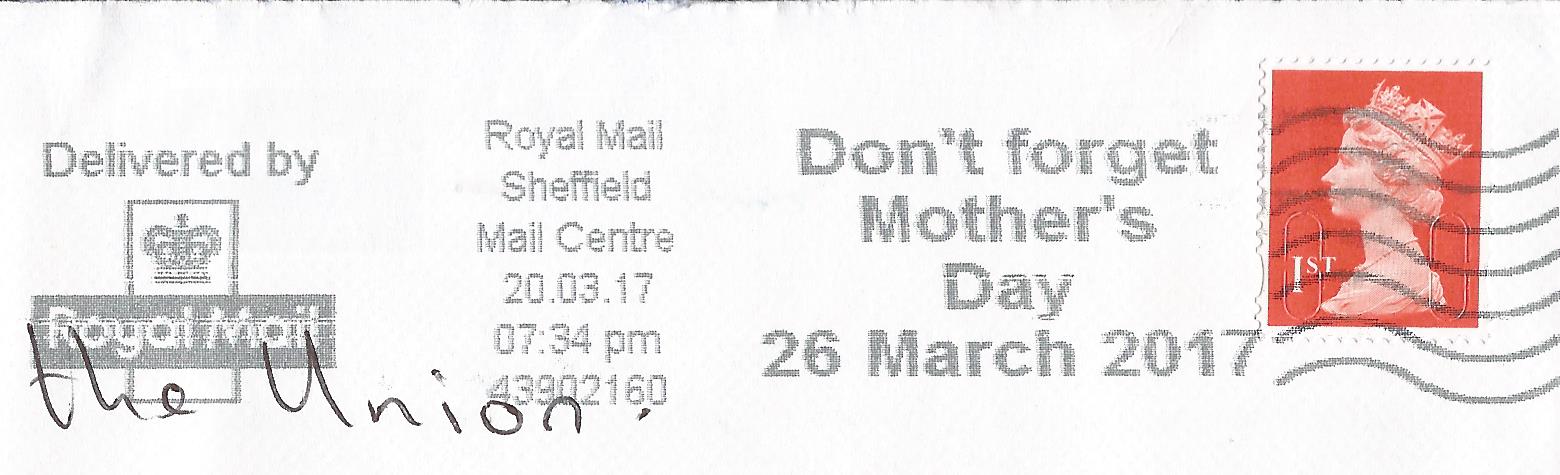 Delivered by
Royal Mail
the Union.
Royal Mail
Sheffield
Mail Centre
20.03.17
07:34 pm
43902160
Don't forget
Mother's
Day
26 March 2017
1ST